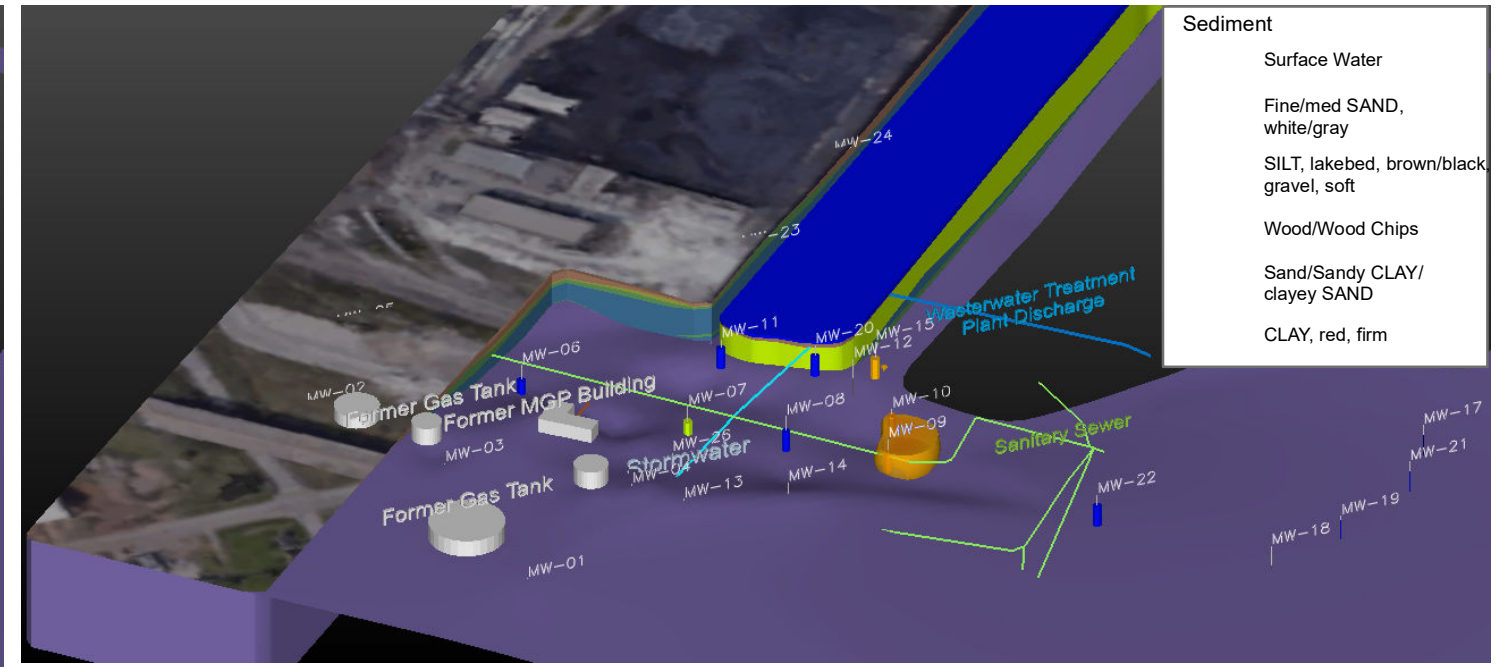 Sediment
Surface Water
Fine/med SAND,
white/gray
SILT, lakebed, brown/black,
gravel, soft
Wood/Wood Chips
Sand/Sandy CLAY/
clayey SAND
CLAY, red, firm
MW-24
-23
Wasterwater Treatment
Plant Discharge
MW-11
MW-20
MW-15
MW-12
MW-06
MW-02
Former Gas Tank
Former MGP Building
MW-07
MW-08
MW-10
MW-09
MW-17
Sanitary Sewer
MW-03
MW-26
Stormwater
MW-04
MW-14
MW-13
MW-21
MW-22
MW-19
MW-18
Former Gas Tank
MW-01